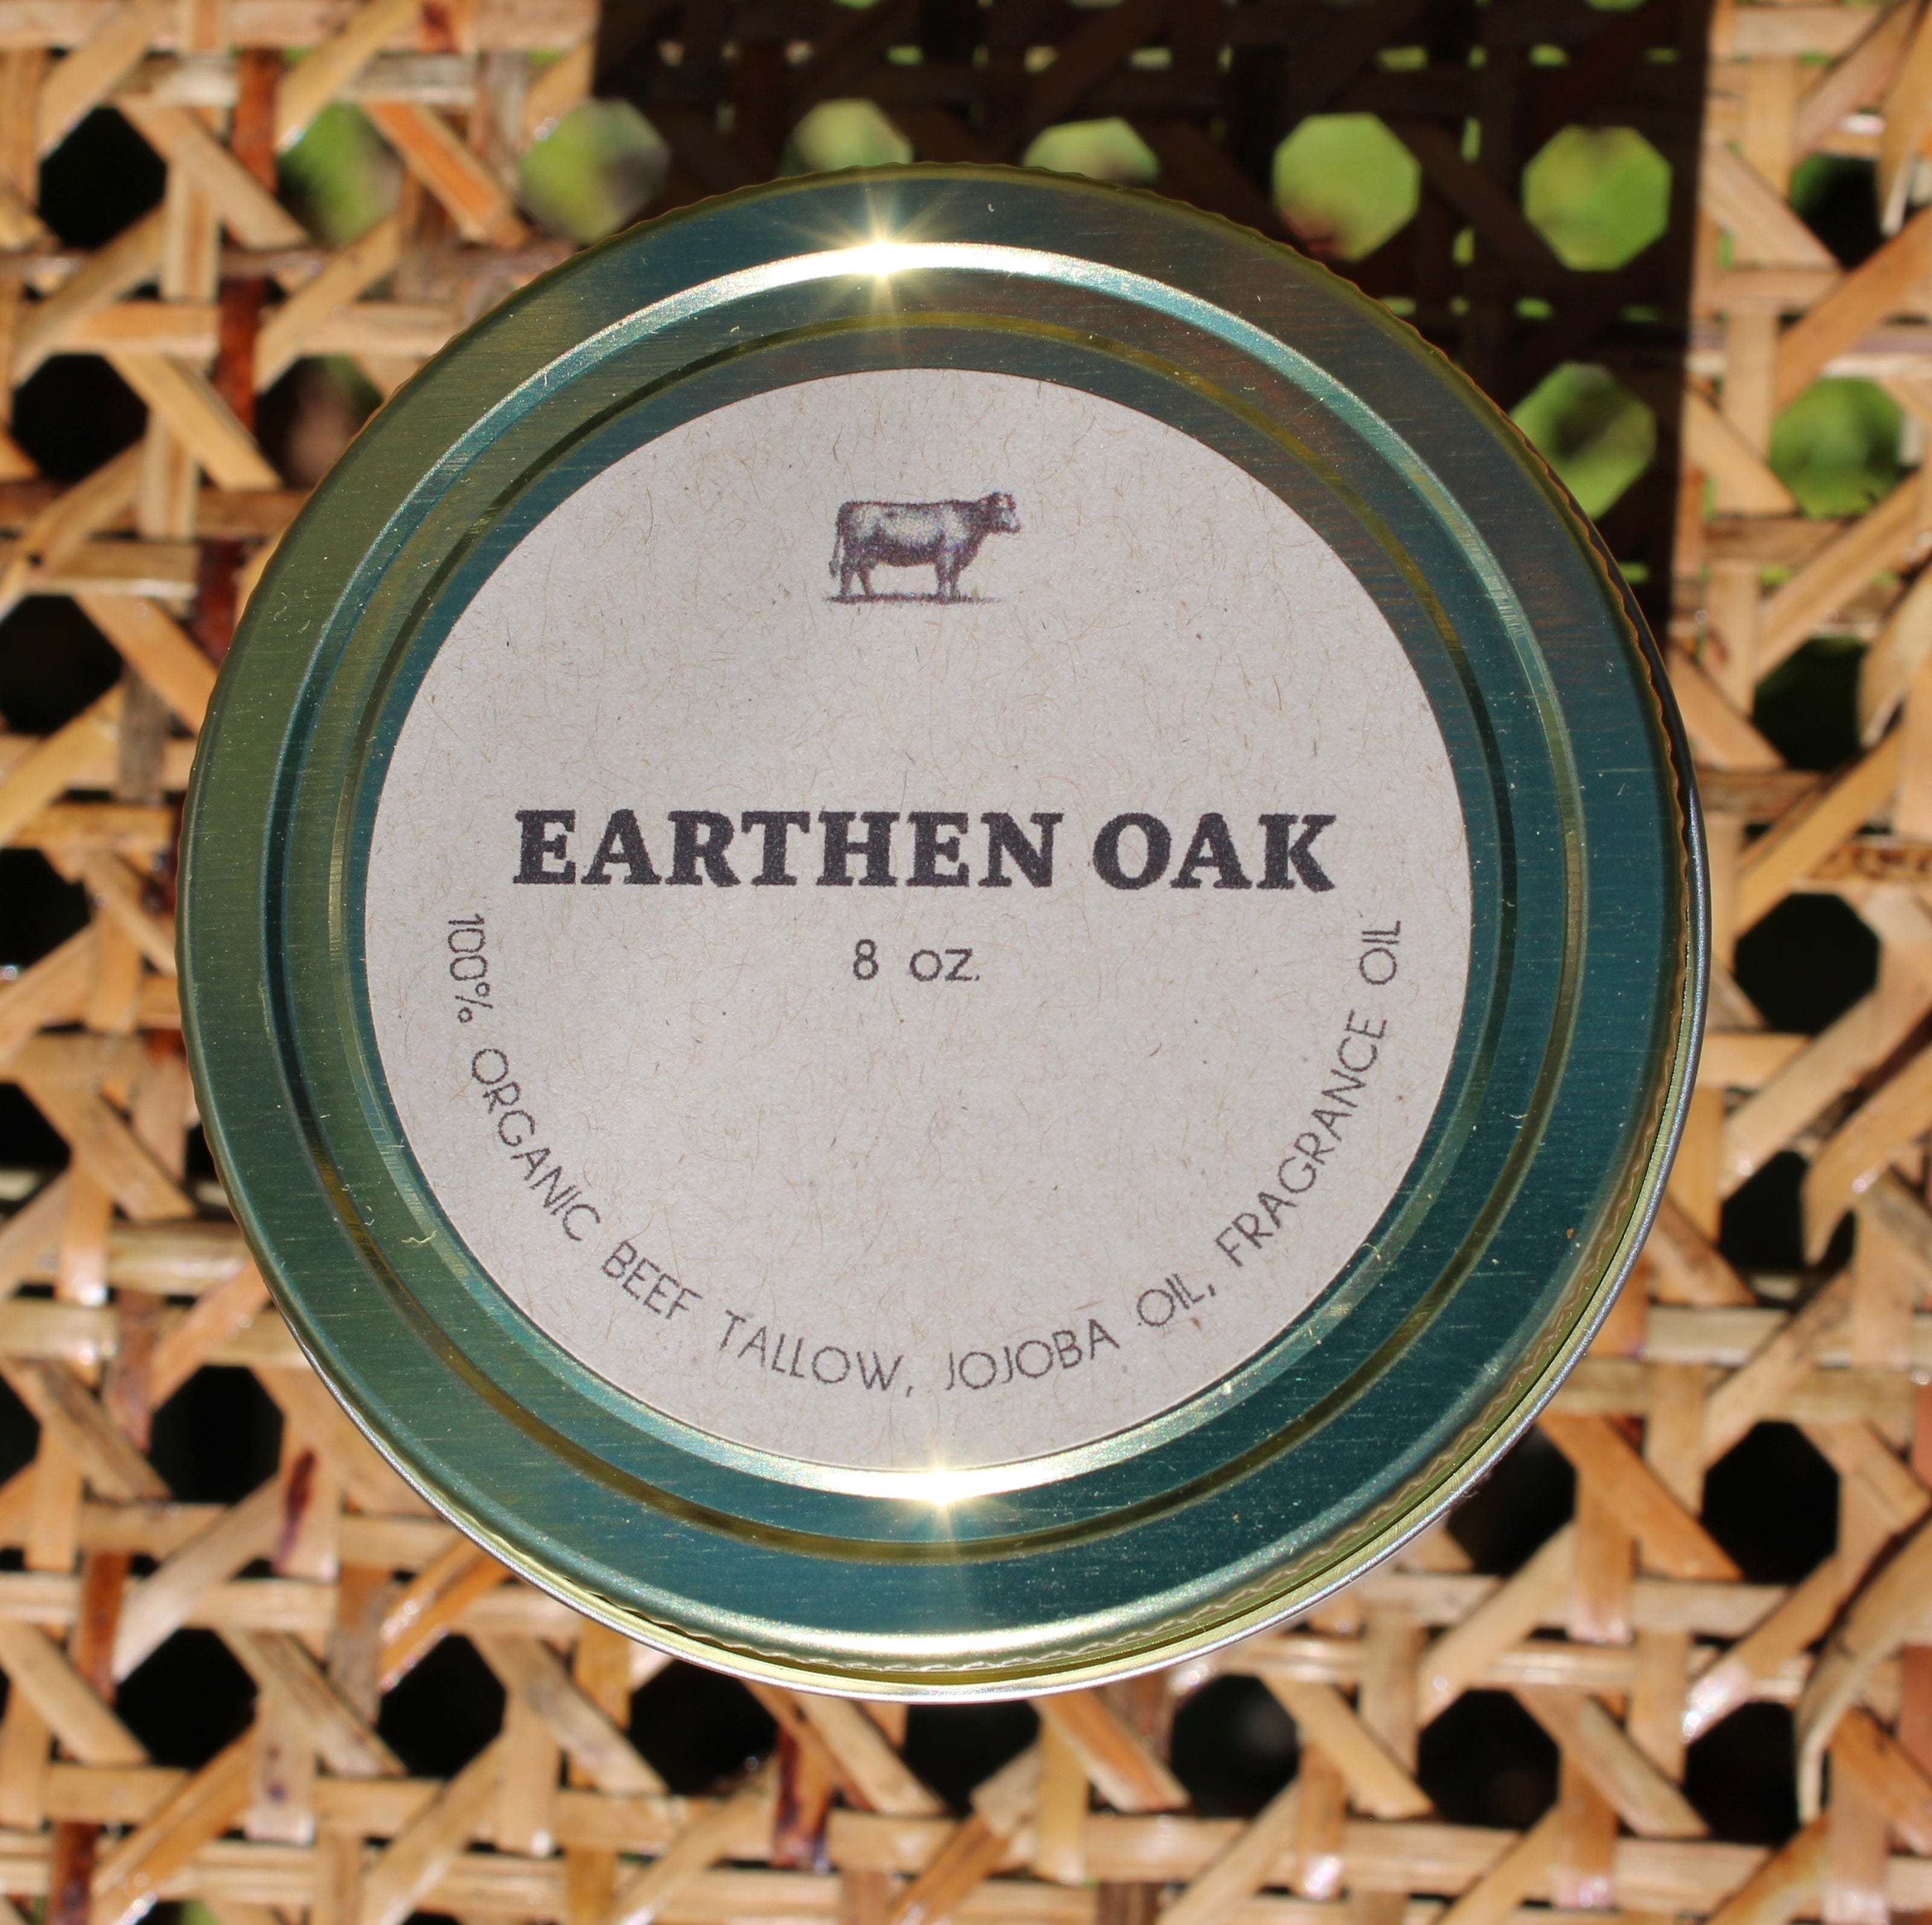 EARTHEN OAK
8 oz.
100% ORGANIC BEEF TALLOW, JOJOBA OIL, FRAGRANCE OIL